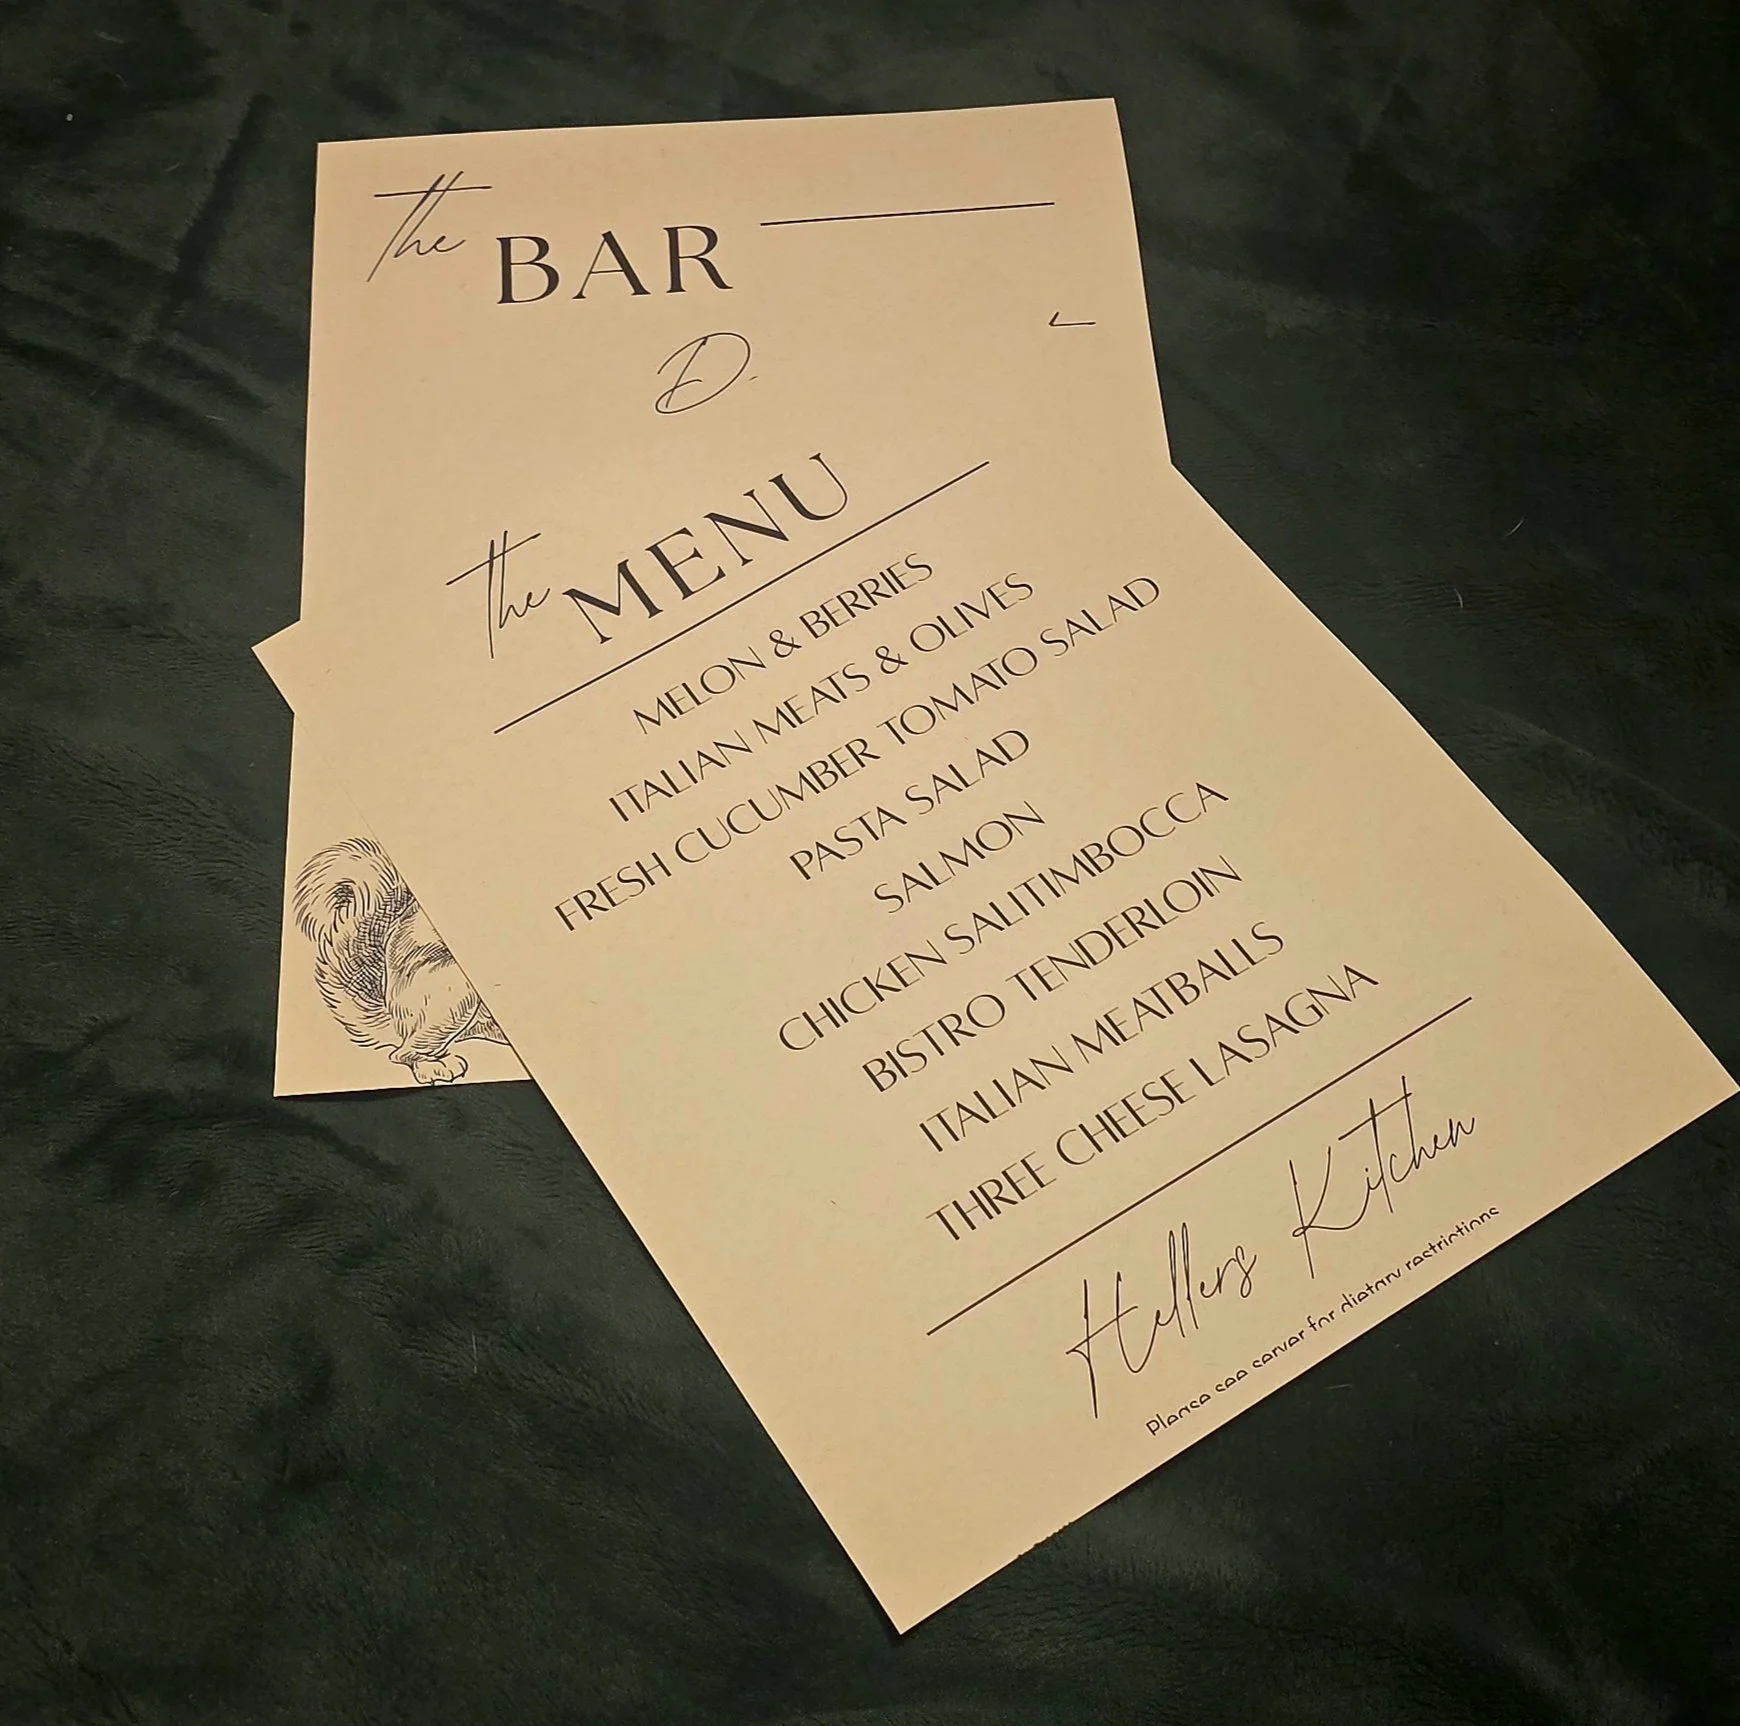 the BAR
D.
the MENU
MELON & BERRIES
ITALIAN MEATS & OLIVES
FRESH CUCUMBER TOMATO SALAD
PASTA SALAD
SALMON
CHICKEN SALITIMBOCCA
BISTRO TENDERLOIN
ITALIAN MEATBALLS
THREE CHEESE LASAGNA
Hellers Kitchen
Please see server for dietary restrictions